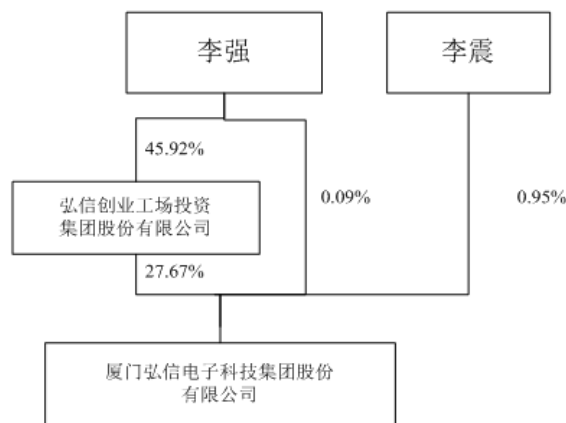 李强
李震
45.92%
0.09%
0.95%
弘信创业工场投资
集团股份有限公司
27.67%
厦门弘信电子科技集团股份
有限公司